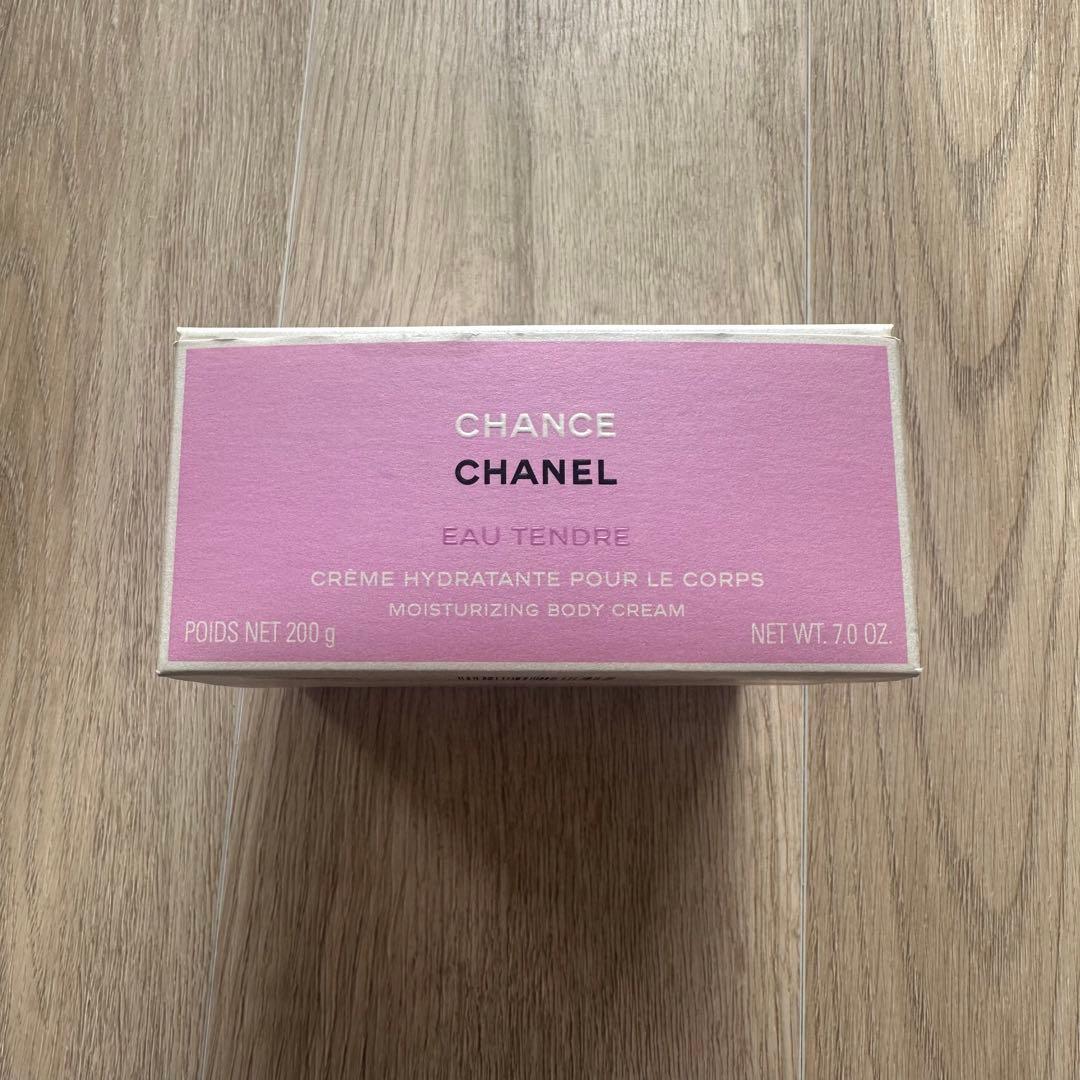 CHANCE
CHANEL
EAU TENDRE
CRÈME HYDRATANTE POUR LE CORPS
MOISTURIZING BODY CREAM
POIDS NET 200 g NET WT. 7.0 OZ.